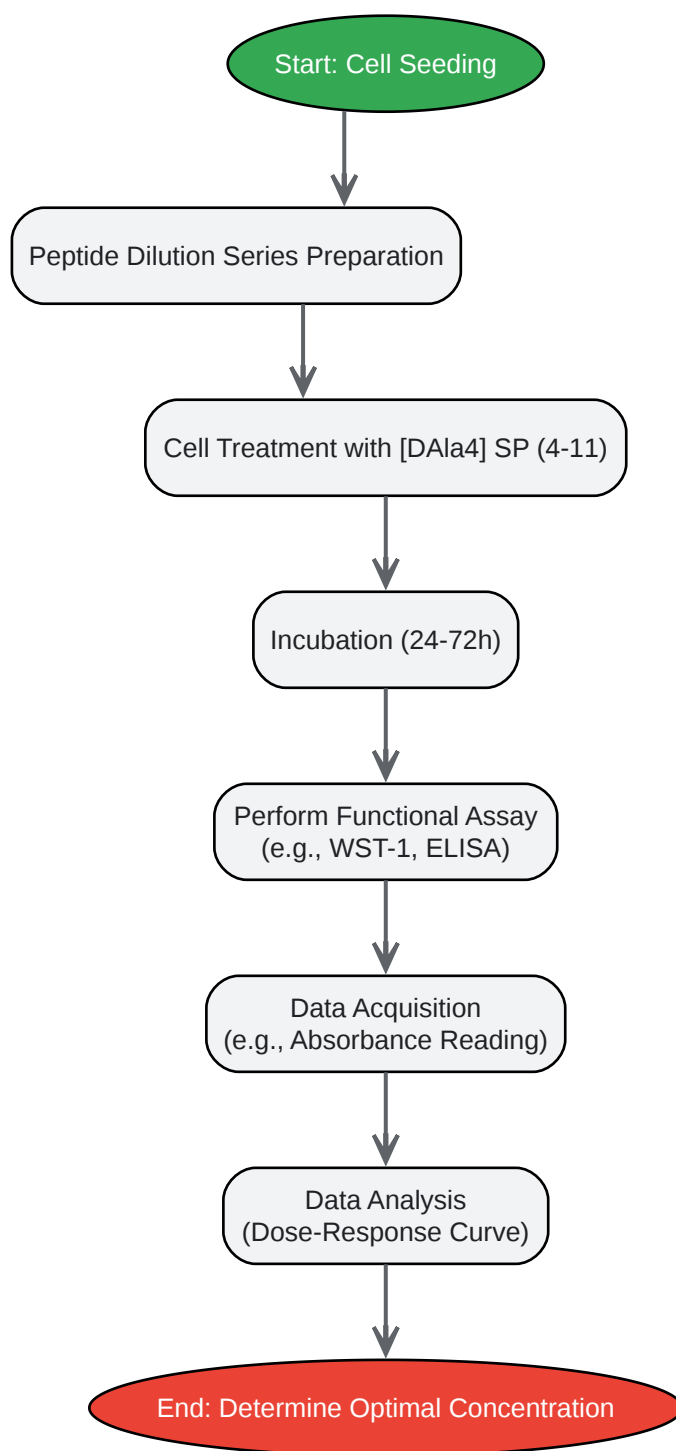 Start: Cell Seeding
Peptide Dilution Series Preparation
Cell Treatment with [DAla4] SP (4-11)
Incubation (24-72h)
Perform Functional Assay
(e.g., WST-1, ELISA)
Data Acquisition
(e.g., Absorbance Reading)
Data Analysis
(Dose-Response Curve)
End: Determine Optimal Concentration